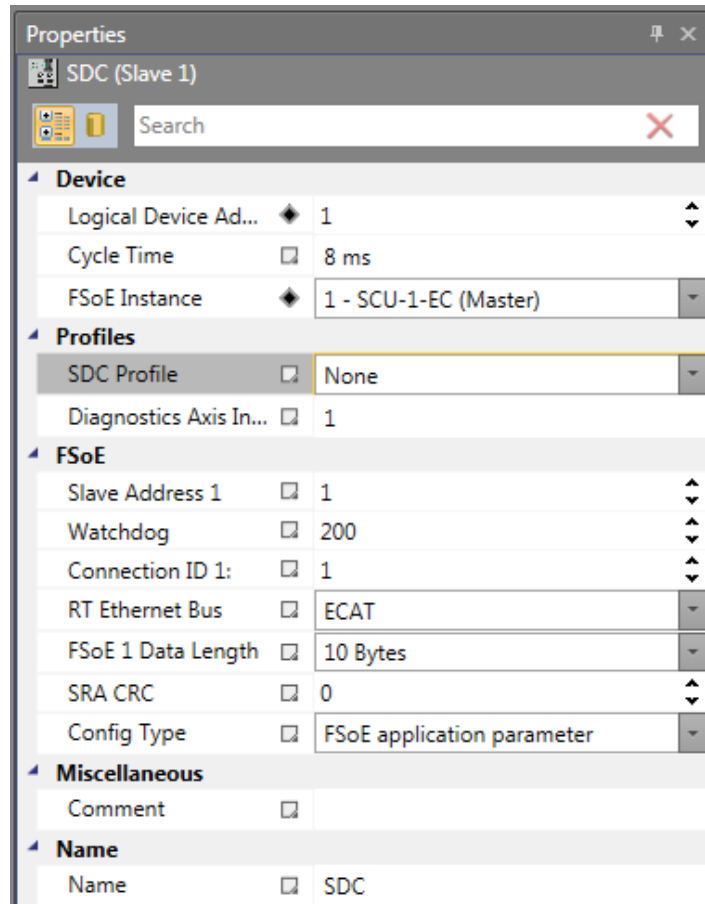 Properties
SDC (Slave 1)
Search
Device
Logical Device Ad... 1
Cycle Time 8 ms
FSoE Instance 1 - SCU-1-EC (Master)
Profiles
SDC Profile None
Diagnostics Axis In... 1
FSoE
Slave Address 1 1
Watchdog 200
Connection ID 1: 1
RT Ethernet Bus ECAT
FSoE 1 Data Length 10 Bytes
SRA CRC 0
Config Type FSoE application parameter
Miscellaneous
Comment
Name
Name SDC